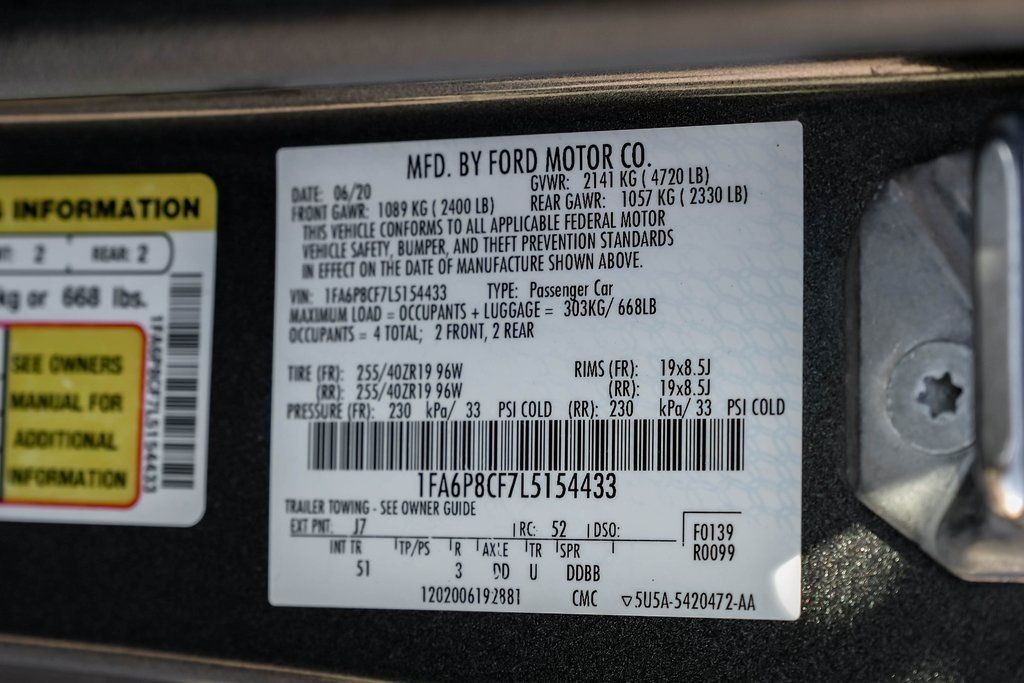 INFORMATION
2 REAR: 2
kg or 668 lbs.
SEE OWNERS
MANUAL FOR
ADDITIONAL
INFORMATION
1FA6P8CF7L5154433
MFD. BY FORD MOTOR CO.
DATE: 06/20 GVWR: 2141 KG ( 4720 LB)
FRONT GAWR: 1089 KG ( 2400 LB) REAR GAWR: 1057 KG ( 2330 LB)
THIS VEHICLE CONFORMS TO ALL APPLICABLE FEDERAL MOTOR
VEHICLE SAFETY, BUMPER, AND THEFT PREVENTION STANDARDS
IN EFFECT ON THE DATE OF MANUFACTURE SHOWN ABOVE.
VIN: 1FA6P8CF7L5154433 TYPE: Passenger Car
MAXIMUM LOAD = OCCUPANTS + LUGGAGE = 303KG/ 668LB
OCCUPANTS = 4 TOTAL; 2 FRONT, 2 REAR
TIRE (FR): 255/40ZR19 96W RIMS (FR): 19x8.5J
(RR): 255/40ZR19 96W (RR): 19x8.5J
PRESSURE (FR): 230 kPa/ 33 PSI COLD (RR): 230 kPa/ 33 PSI COLD
1FA6P8CF7L5154433
TRAILER TOWING - SEE OWNER GUIDE
EXT PNT: J7 RC: 52 DSO: F0139
INT TR TP/PS R AXLE TR SPR R0099
51 3 DD U DDBB
1202006192881 CMC ▽5U5A-5420472-AA